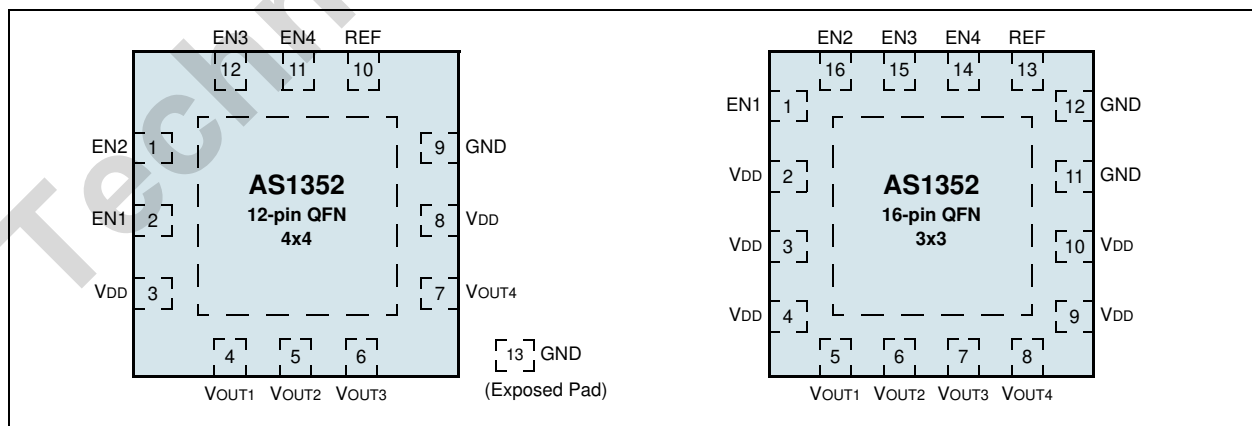 Techn
EN3 EN4 REF
12 11 10
EN2 1
EN1 2
VDD 3
AS1352
12-pin QFN
4x4
9 GND
8 VDD
7 VOUT4
4 5 6
VOUT1 VOUT2 VOUT3
13 GND
(Exposed Pad)
EN2 EN3 EN4 REF
16 15 14 13
EN1 1
VDD 2
VDD 3
VDD 4
AS1352
16-pin QFN
3x3
12 GND
11 GND
10 VDD
9 VDD
5 6 7 8
VOUT1 VOUT2 VOUT3 VOUT4